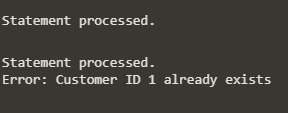 Statement processed.
Statement processed.
Error: Customer ID 1 already exists